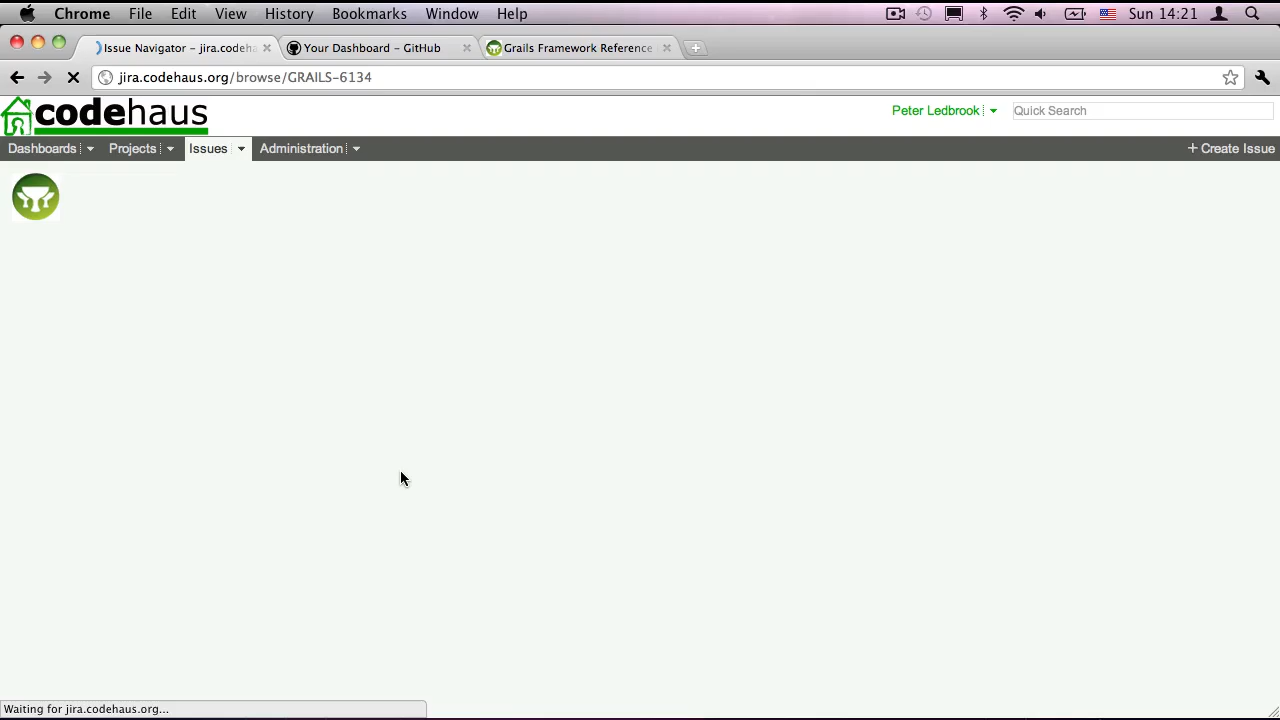 Chrome File Edit View History Bookmarks Window Help Sun 14:21
Issue Navigator – jira.codeha Your Dashboard – GitHub Grails Framework Reference
jira.codehaus.org/browse/GRAILS-6134
codehaus Peter Ledbrook Quick Search
Dashboards Projects Issues Administration + Create Issue
Waiting for jira.codehaus.org...